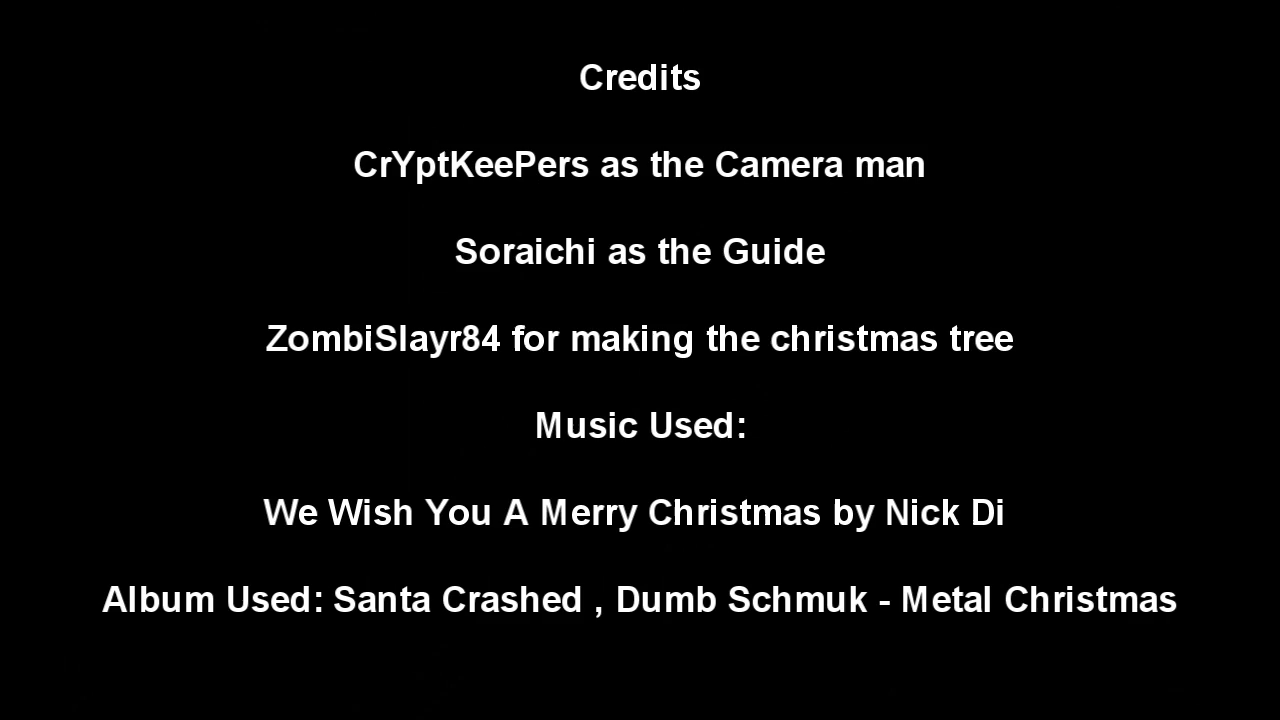 Credits
CrYptKeePers as the Camera man
Soraichi as the Guide
ZombiSlayr84 for making the christmas tree
Music Used:
We Wish You A Merry Christmas by Nick Di
Album Used: Santa Crashed , Dumb Schmuk - Metal Christmas